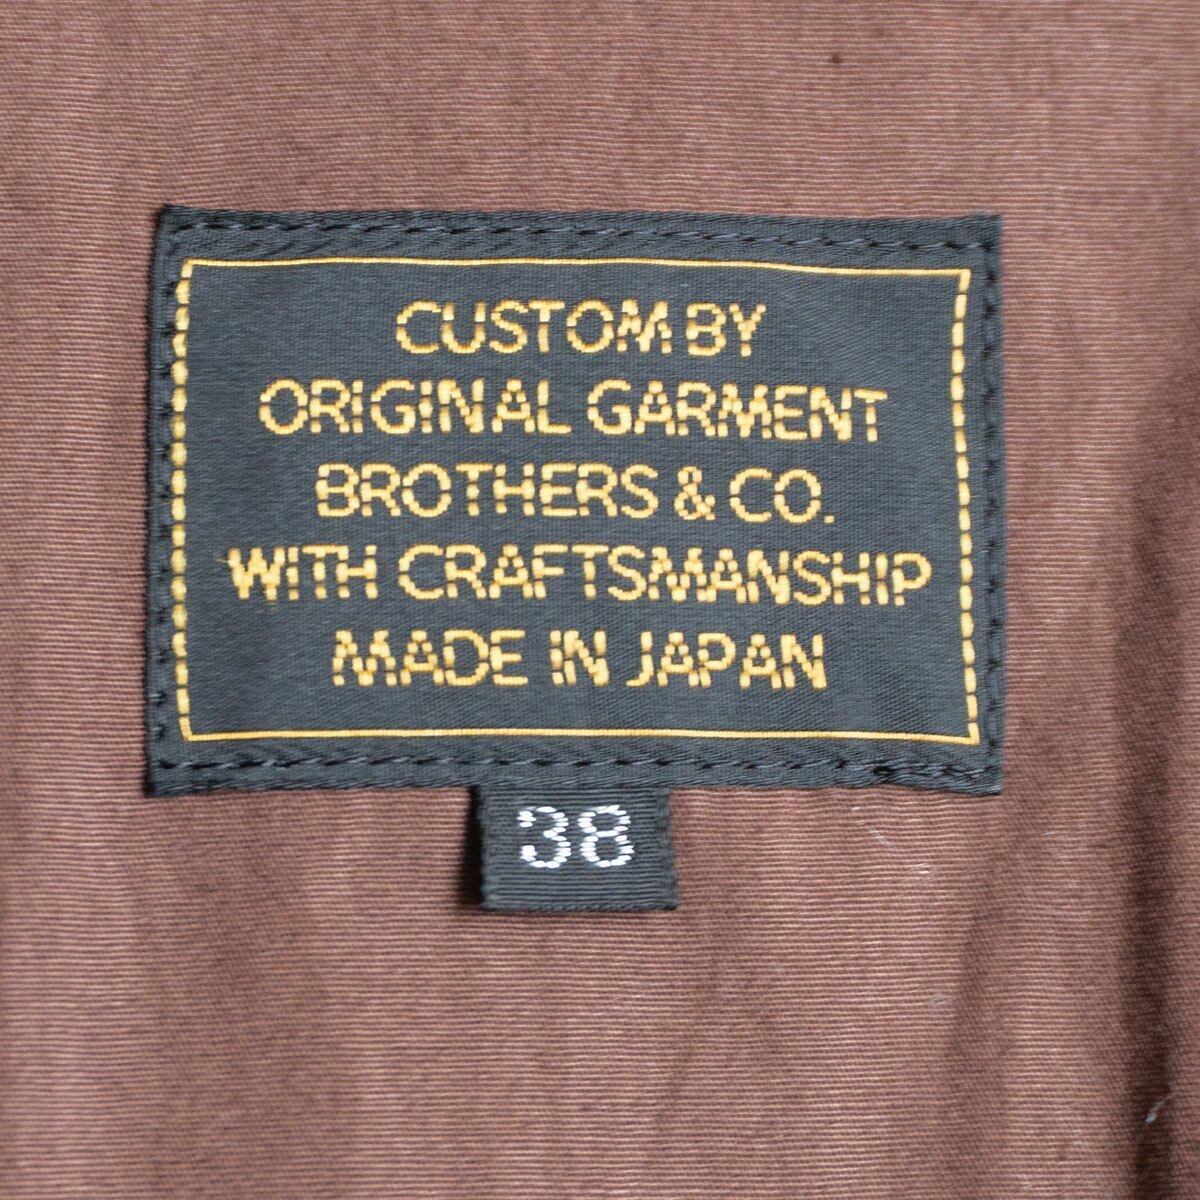 CUSTOM BY
ORIGINAL GARMENT
BROTHERS & CO.
WITH CRAFTSMANSHIP
MADE IN JAPAN
38